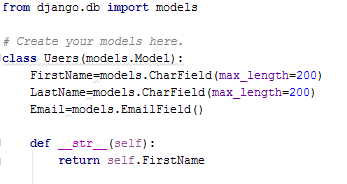 from django.db import models
# Create your models here.
class Users(models.Model):
    FirstName=models.CharField(max_length=200)
    LastName=models.CharField(max_length=200)
    Email=models.EmailField()
    def __str__(self):
        return self.FirstName